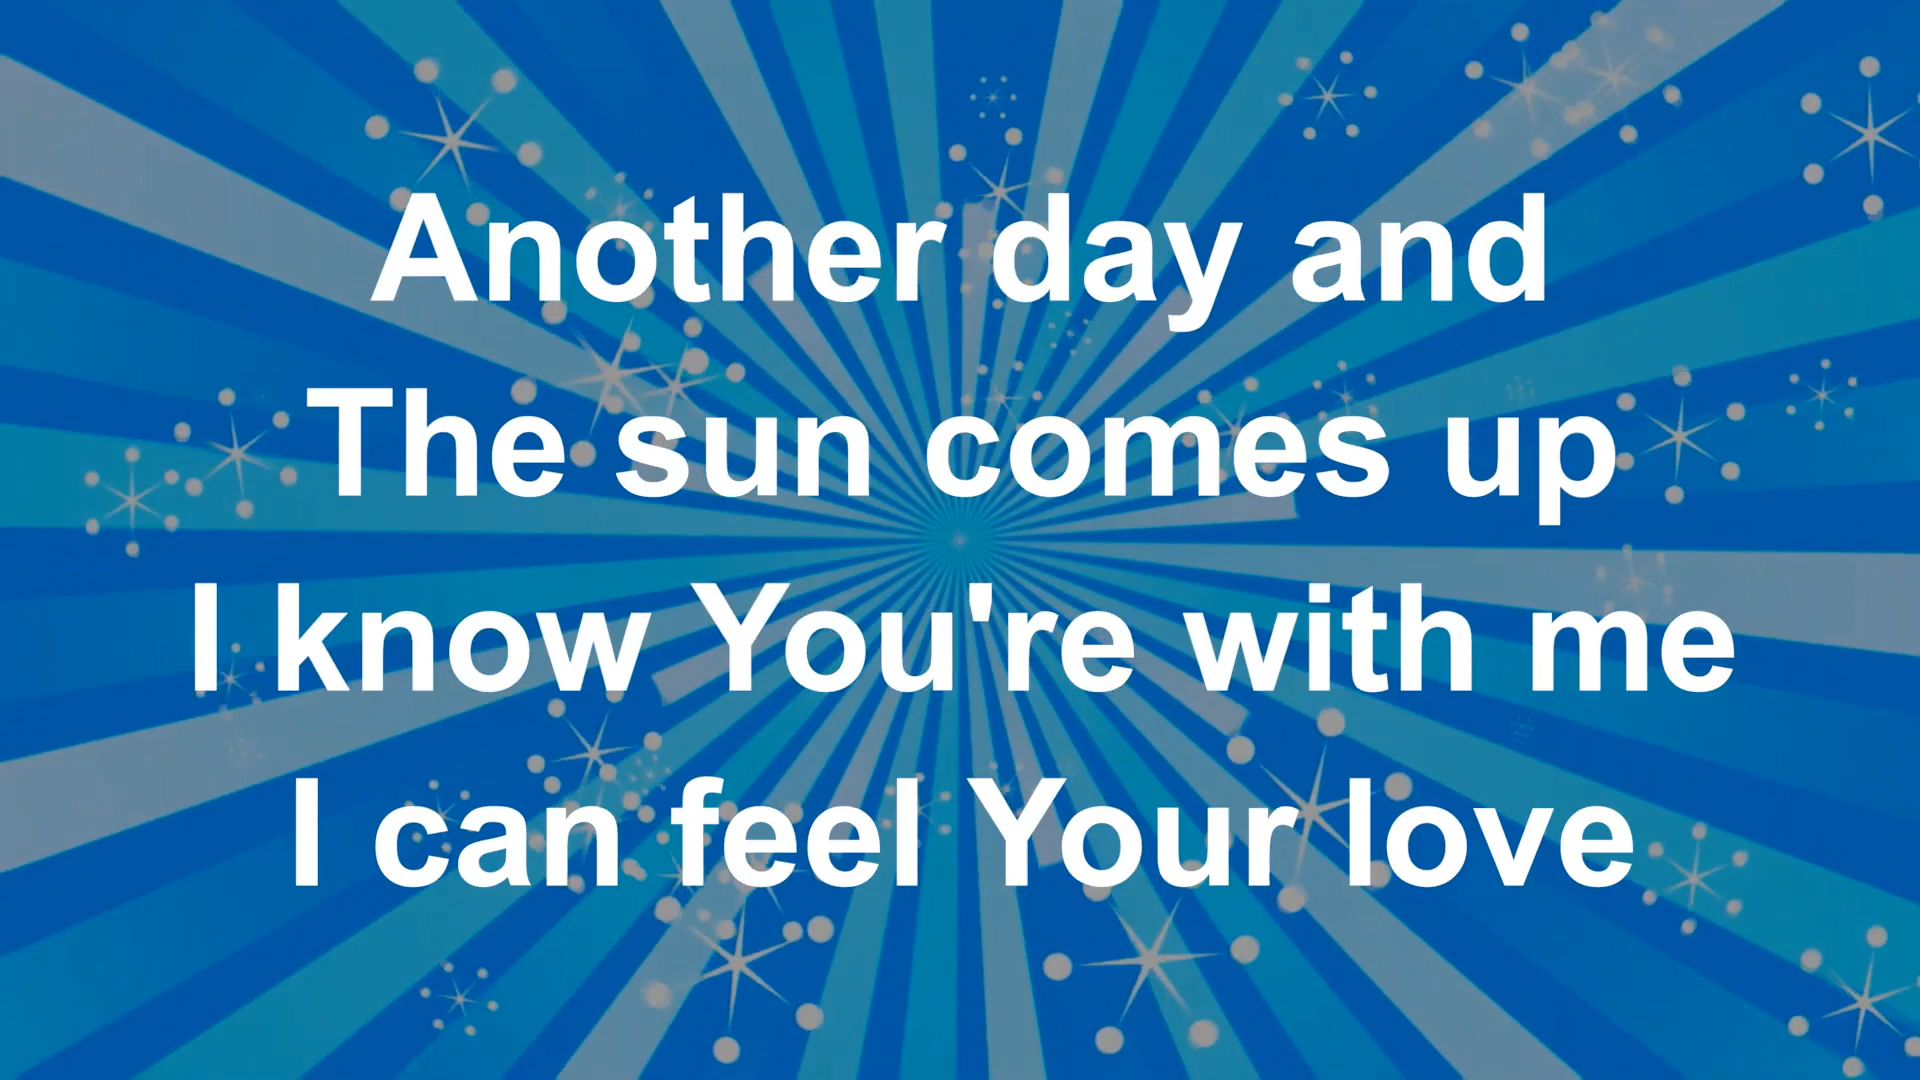 Another day and
The sun comes up
I know You're with me
I can feel Your love